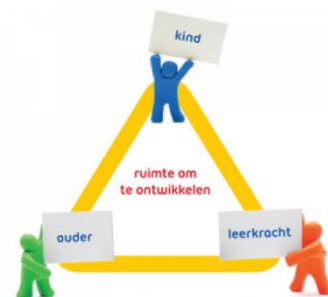 kind
ruimte om
te ontwikkelen
ouder
leerkracht